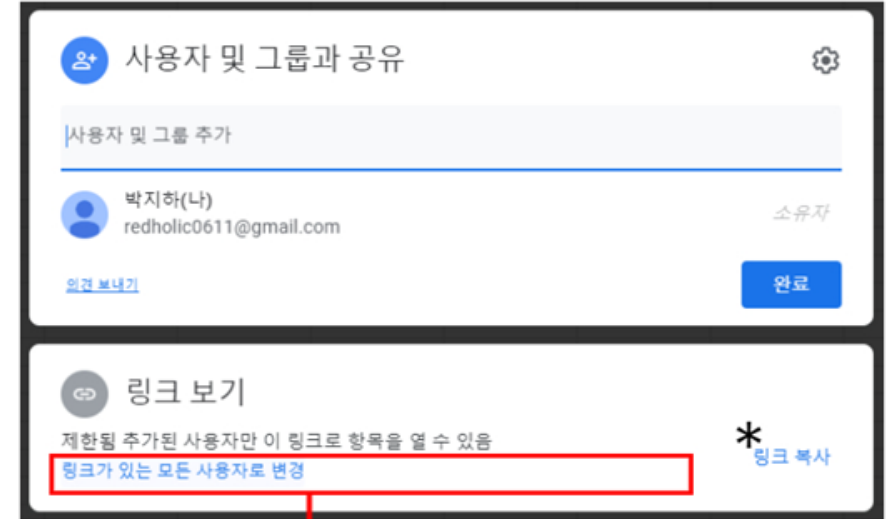 사용자 및 그룹과 공유
사용자 및 그룹 추가
박지하(나)
redholic0611@gmail.com
소유자
의견 보내기
완료
링크 보기
제한됨 추가된 사용자만 이 링크로 항목을 열 수 있음
*
링크 복사
링크가 있는 모든 사용자로 변경